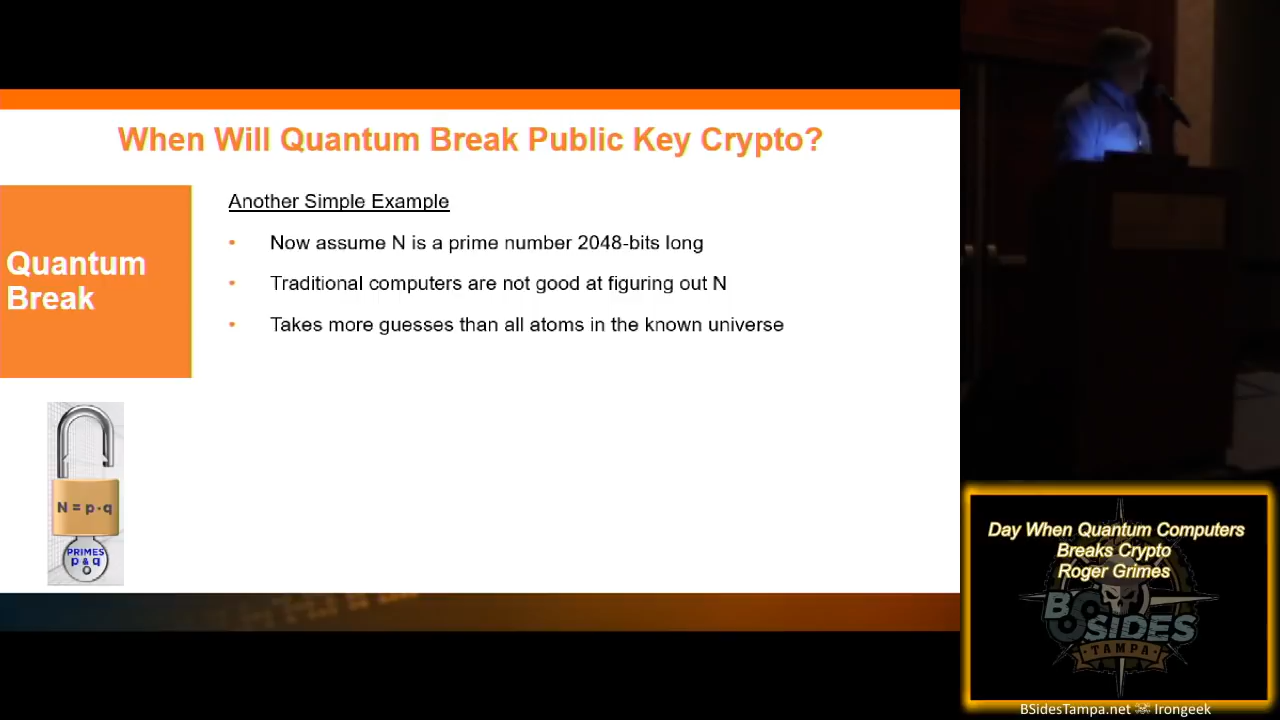 When Will Quantum Break Public Key Crypto?
Another Simple Example
• Now assume N is a prime number 2048-bits long
• Traditional computers are not good at figuring out N
• Takes more guesses than all atoms in the known universe
Quantum
Break
N = p · q
PRIMES
p & q
Day When Quantum Computers
Breaks Crypto
Roger Grimes
B SIDES
TAMPA
BSidesTampa.net Irongeek